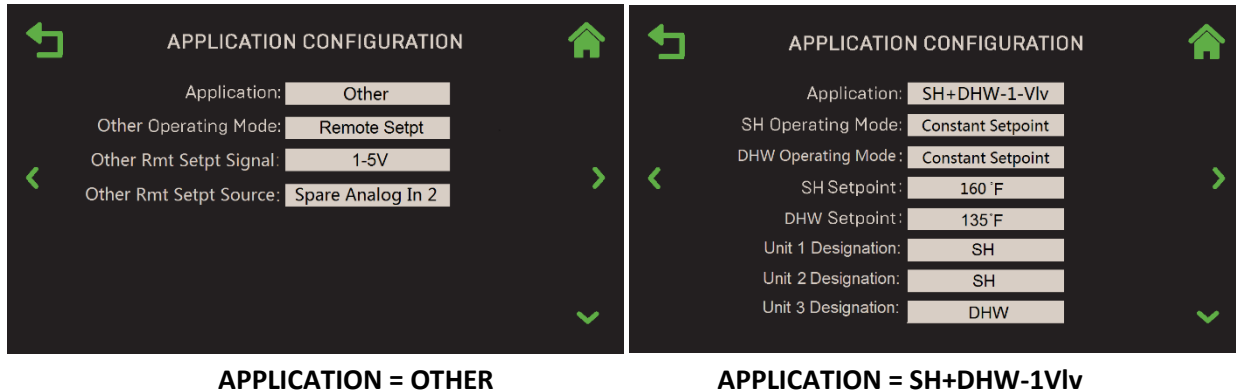 APPLICATION CONFIGURATION
Application: Other
Other Operating Mode: Remote Setpt
Other Rmt Setpt Signal: 1-5V
Other Rmt Setpt Source: Spare Analog In 2
APPLICATION CONFIGURATION
Application: SH+DHW-1-Vlv
SH Operating Mode: Constant Setpoint
DHW Operating Mode: Constant Setpoint
SH Setpoint: 160 °F
DHW Setpoint: 135°F
Unit 1 Designation: SH
Unit 2 Designation: SH
Unit 3 Designation: DHW
APPLICATION = OTHER
APPLICATION = SH+DHW-1Vlv